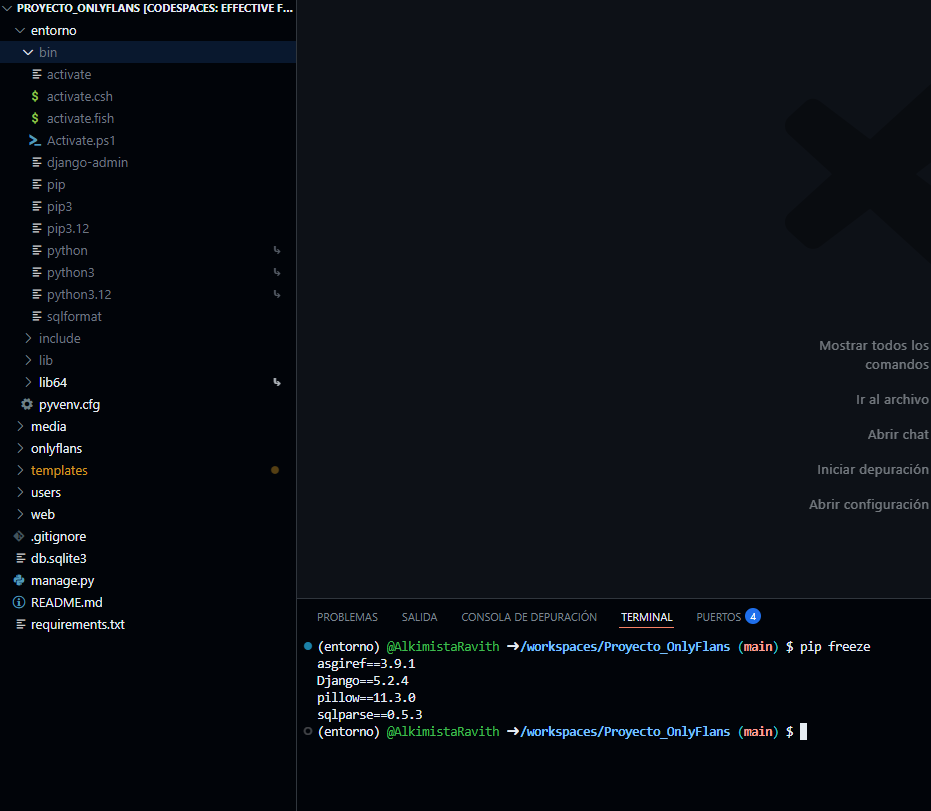 PROYECTO_ONLYFLANS [CODESPACES: EFFECTIVE F...
entorno
bin
activate
$ activate.csh
$ activate.fish
Activate.ps1
django-admin
pip
pip3
pip3.12
python
python3
python3.12
sqlformat
include
lib
lib64
pyvenv.cfg
media
onlyflans
templates
users
web
.gitignore
db.sqlite3
manage.py
README.md
requirements.txt
Mostrar todos los
comandos
Ir al archivo
Abrir chat
Iniciar depuración
Abrir configuración
PROBLEMAS SALIDA CONSOLA DE DEPURACIÓN TERMINAL PUERTOS 4
(entorno) @AlkimistaRavith ➜/workspaces/Proyecto_OnlyFlans (main) $ pip freeze
asgiref==3.9.1
Django==5.2.4
pillow==11.3.0
sqlparse==0.5.3
(entorno) @AlkimistaRavith ➜/workspaces/Proyecto_OnlyFlans (main) $